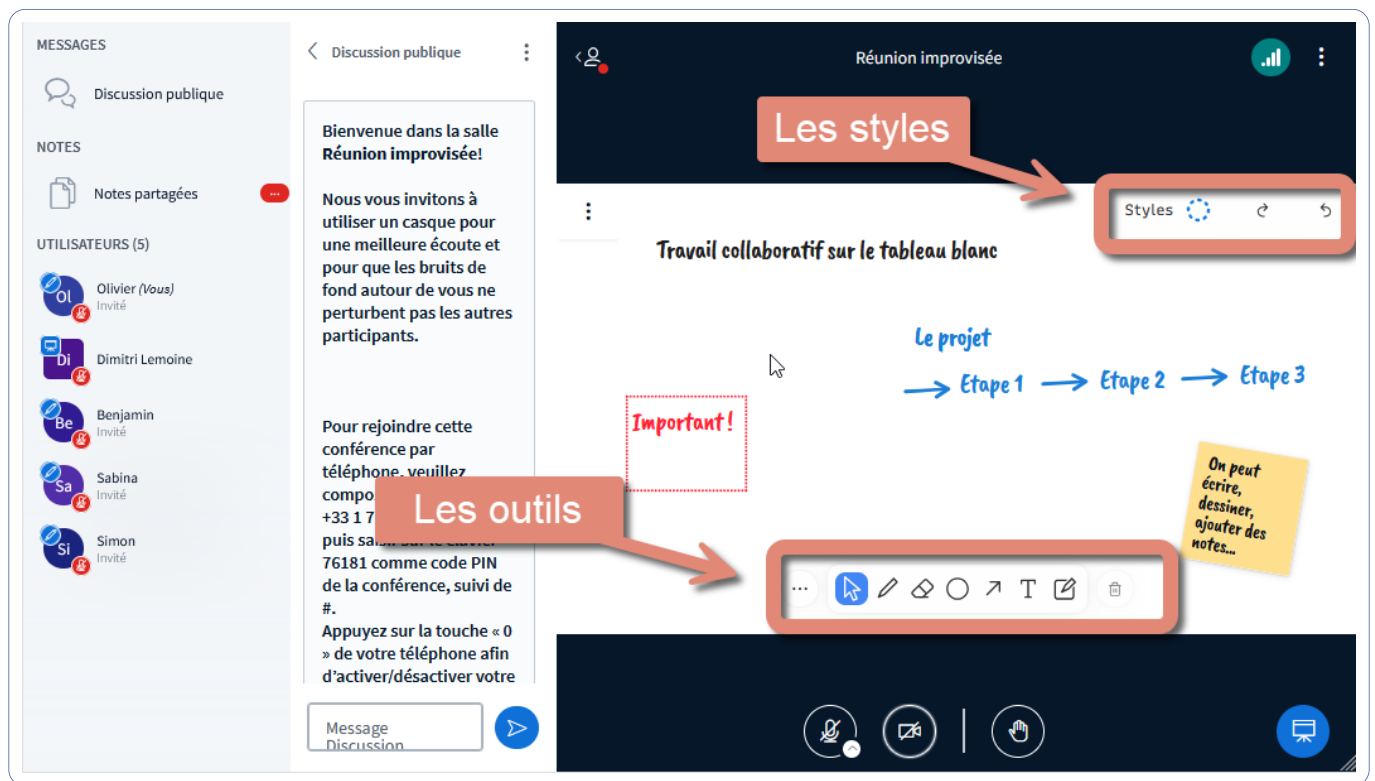 MESSAGES
Discussion publique
NOTES
Notes partagées
UTILISATEURS (5)
Ol
Olivier (Vous)
Invité
Di
Dimitri Lemoine
Be
Benjamin
Invité
Sa
Sabina
Invité
Si
Simon
Invité
Discussion publique
Bienvenue dans la salle
Réunion improvisée!
Nous vous invitons à
utiliser un casque pour
une meilleure écoute et
pour que les bruits de
fond autour de vous ne
perturbent pas les autres
participants.
Pour rejoindre cette
conférence par
téléphone, veuillez
+33 1 7
76181 comme code PIN
de la conférence, suivi de
#.
Appuyez sur la touche « 0
» de votre téléphone afin
d'activer/désactiver votre
Message
Discussion
Réunion improvisée
Les styles
Styles
Travail collaboratif sur le tableau blanc
Le projet
Etape 1
Etape 2
Etape 3
Important !
On peut
écrire,
dessiner,
ajouter des
notes...
Les outils
T